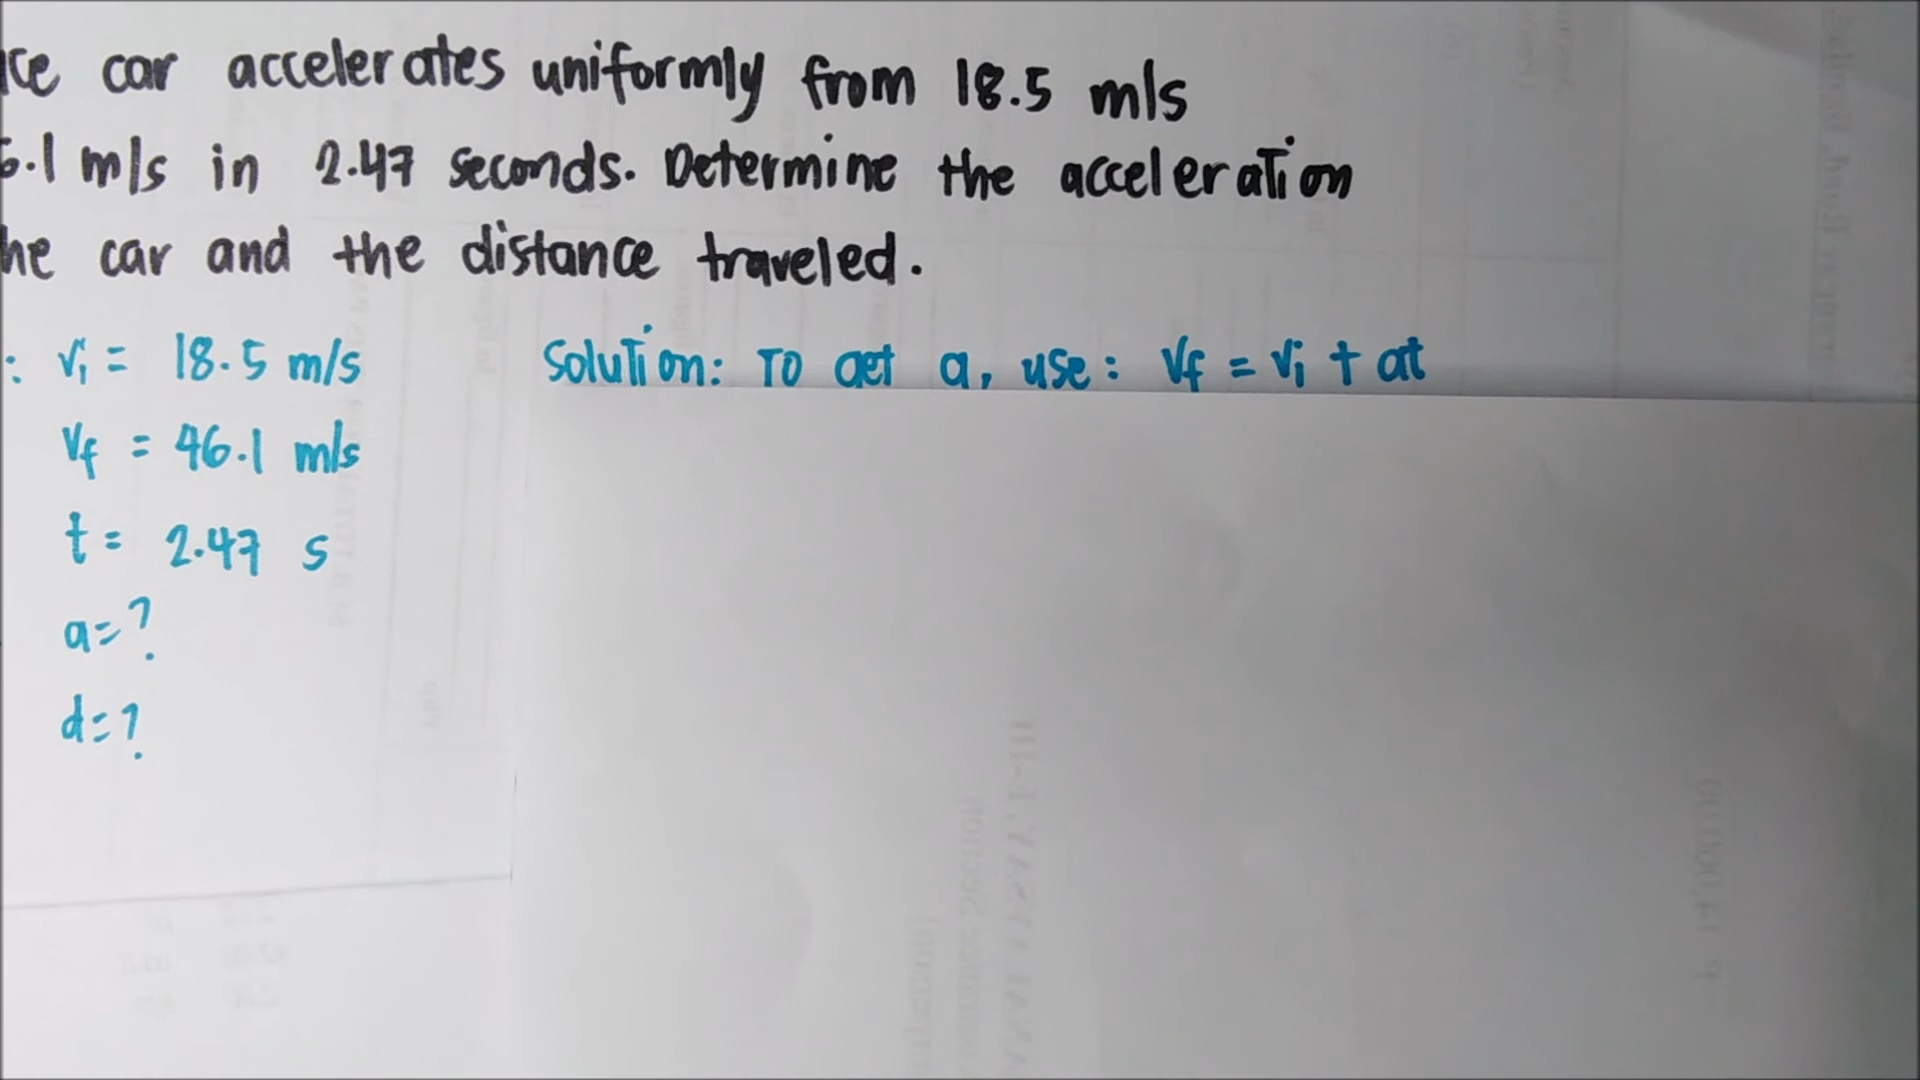 ce car accelerates uniformly from 18.5 m/s
6.1 m/s in 2.47 seconds. Determine the acceleration
he car and the distance traveled.
: vi = 18.5 m/s
Solution: To get a, use: vf = vi + at
vf = 46.1 m/s
t = 2.47 s
a=?
d=?